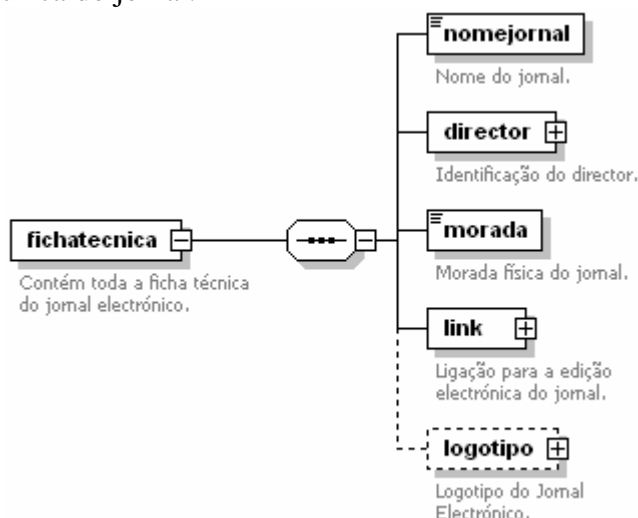 nomejornal
Nome do jornal.
director
Identificação do director.
fichatecnica
Contém toda a ficha técnica
do jornal electrónico.
morada
Morada física do jornal.
link
Ligação para a edição
electrónica do jornal.
logotipo
Logotipo do Jornal
Electrónico.